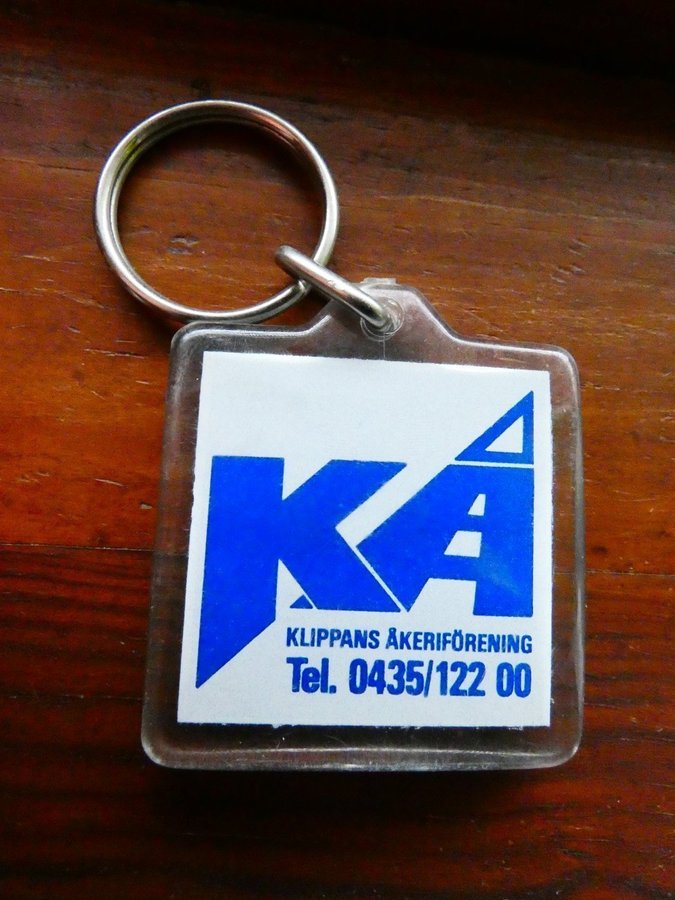 KÅ
KLIPPANS ÅKERIFÖRENING
Tel. 0435/122 00